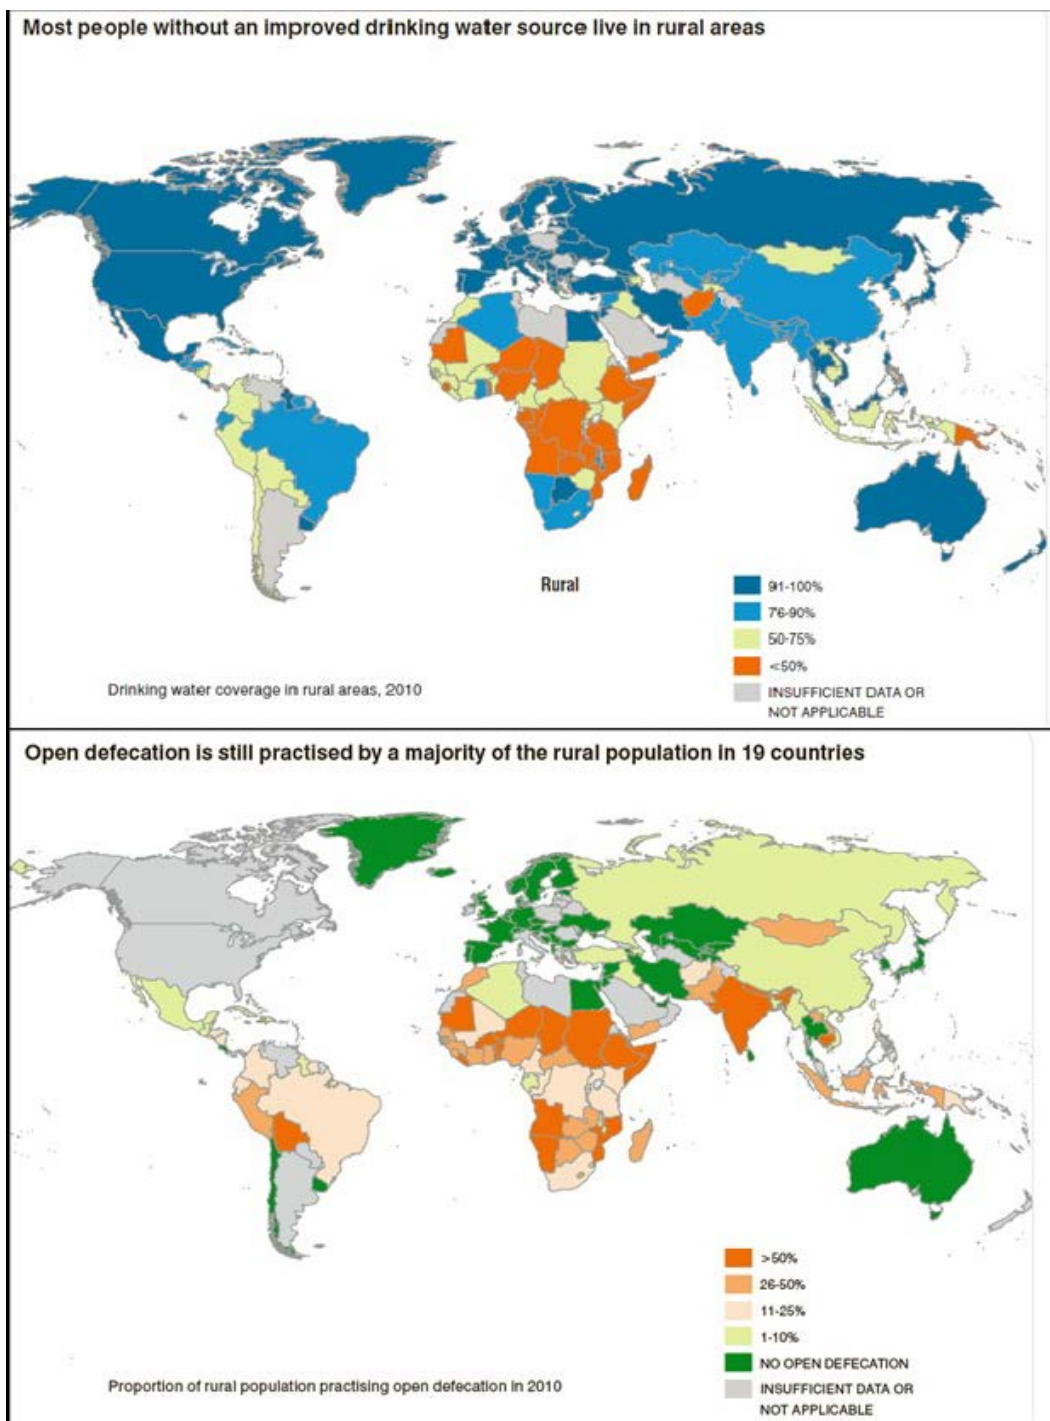 Most people without an improved drinking water source live in rural areas
Rural
91-100%
76-90%
50-75%
<50%
INSUFFICIENT DATA OR
NOT APPLICABLE
Drinking water coverage in rural areas, 2010
Open defecation is still practised by a majority of the rural population in 19 countries
>50%
26-50%
11-25%
1-10%
NO OPEN DEFECATION
INSUFFICIENT DATA OR
NOT APPLICABLE
Proportion of rural population practising open defecation in 2010